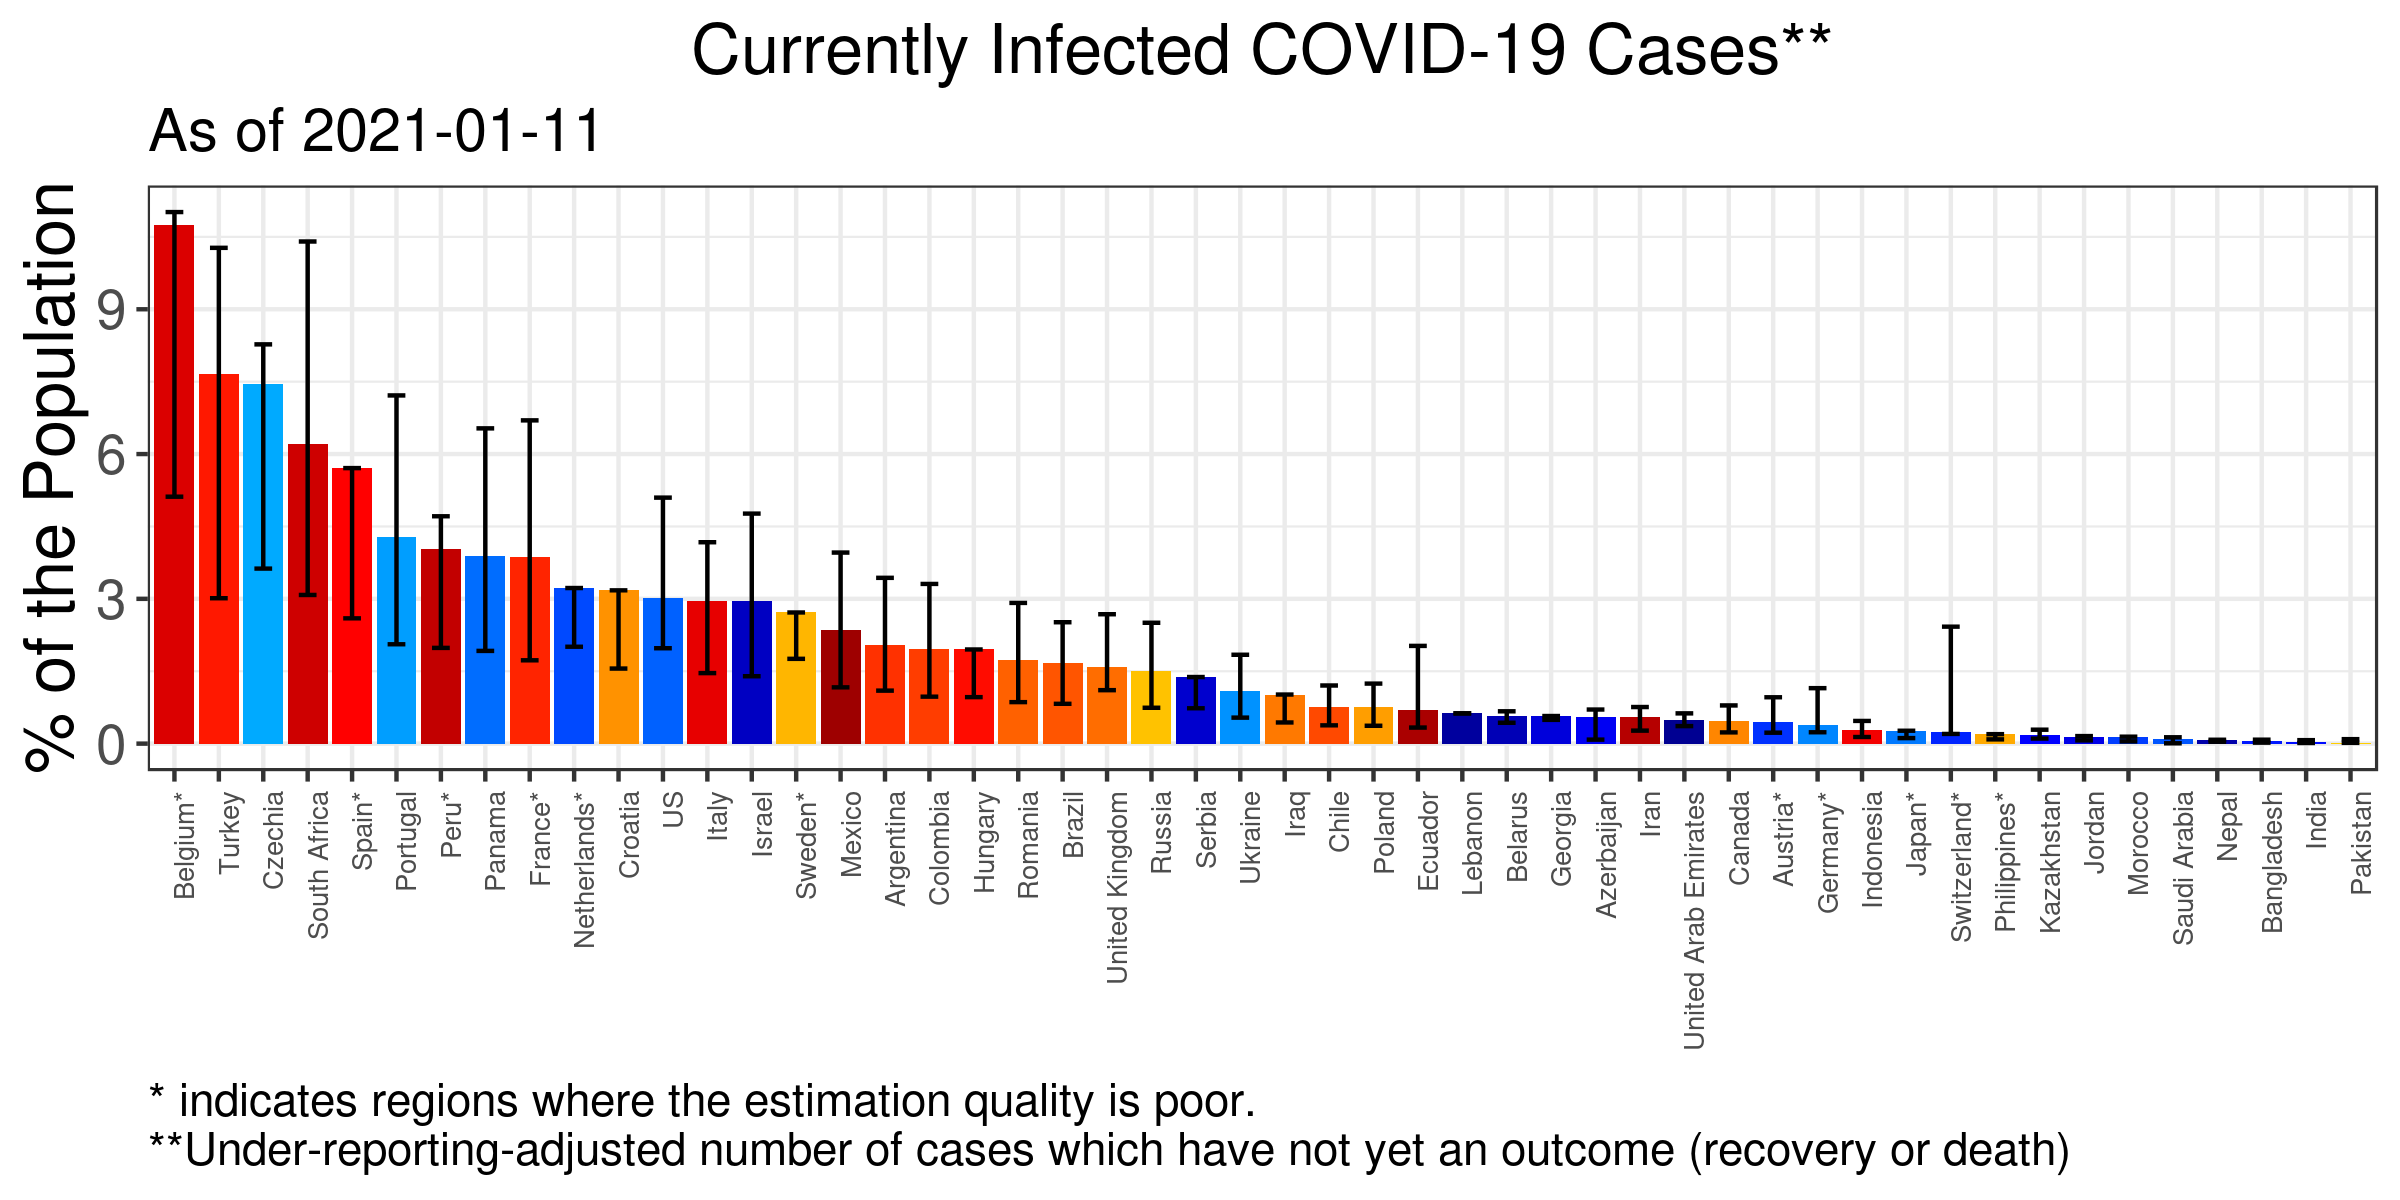 Currently Infected COVID-19 Cases**
As of 2021-01-11
% of the Population
9
6
3
0
Belgium*
Turkey
Czechia
South Africa
Spain*
Portugal
Peru*
Panama
France*
Netherlands*
Croatia
US
Italy
Israel
Sweden*
Mexico
Argentina
Colombia
Hungary
Romania
Brazil
United Kingdom
Russia
Serbia
Ukraine
Iraq
Chile
Poland
Ecuador
Lebanon
Belarus
Georgia
Azerbaijan
Iran
United Arab Emirates
Canada
Austria*
Germany*
Indonesia
Japan*
Switzerland*
Philippines*
Kazakhstan
Jordan
Morocco
Saudi Arabia
Nepal
Bangladesh
India
Pakistan
* indicates regions where the estimation quality is poor.
**Under-reporting-adjusted number of cases which have not yet an outcome (recovery or death)